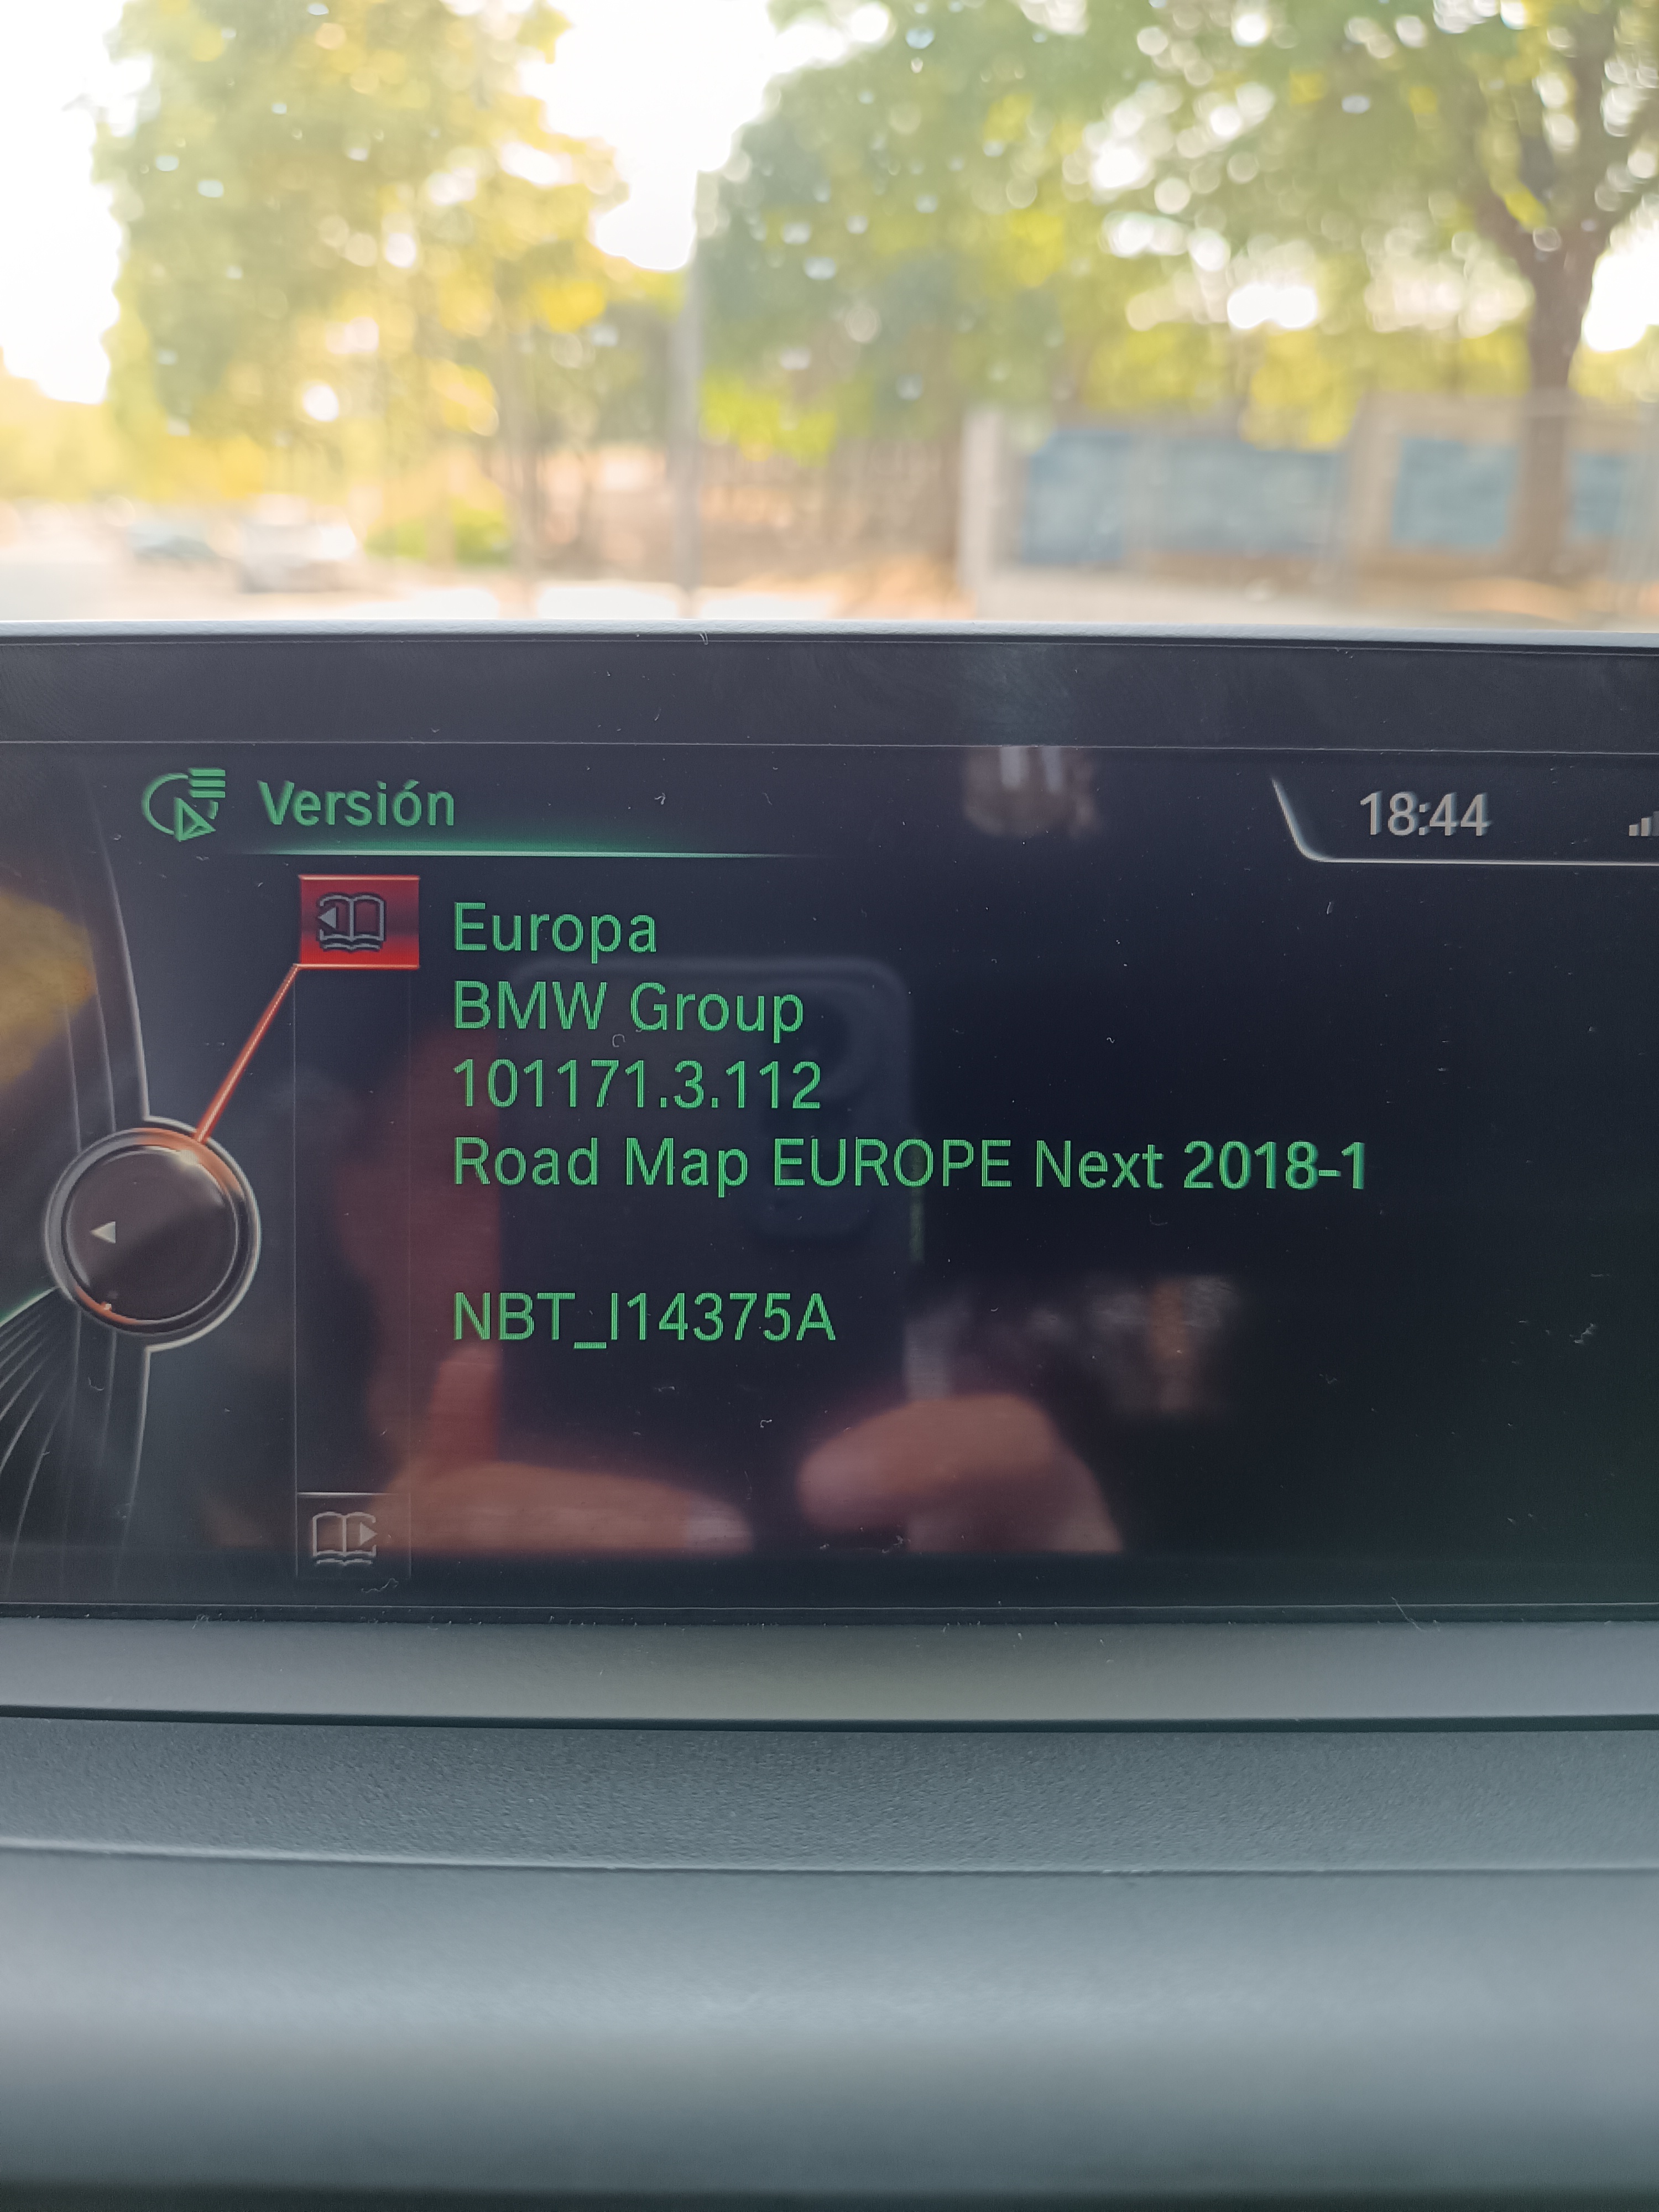 Versión
18:44
Europa
BMW Group
101171.3.112
Road Map EUROPE Next 2018-1
NBT_I14375A